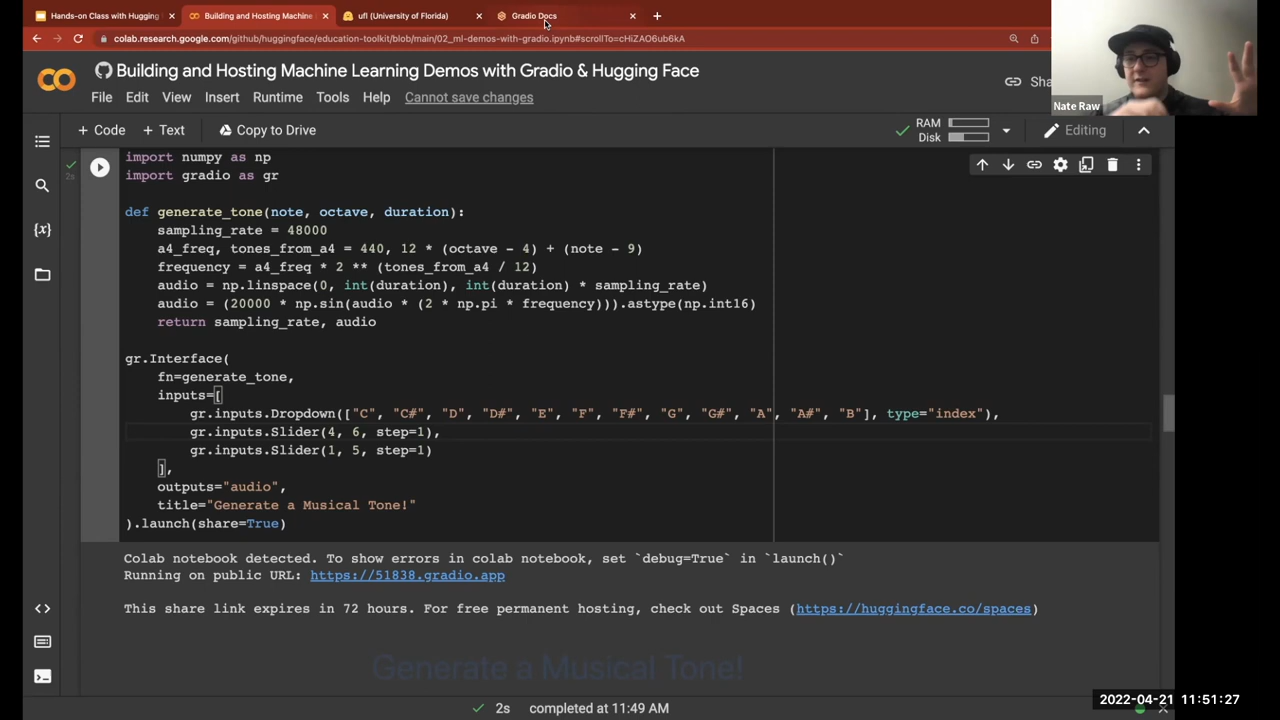 Hands-on Class with Hugging
Building and Hosting Machine
ufl (University of Florida)
Gradio Docs
colab.research.google.com/github/huggingface/education-toolkit/blob/main/02_ml-demos-with-gradio.ipynb#scrollTo=cHiZAO6ub6kA
Building and Hosting Machine Learning Demos with Gradio & Hugging Face
Sha
Nate Raw
File Edit View Insert Runtime Tools Help Cannot save changes
+ Code + Text Copy to Drive
RAM
Disk
Editing
2s
import numpy as np
import gradio as gr
def generate_tone(note, octave, duration):
sampling_rate = 48000
a4_freq, tones_from_a4 = 440, 12 * (octave - 4) + (note - 9)
frequency = a4_freq * 2 ** (tones_from_a4 / 12)
audio = np.linspace(0, int(duration), int(duration) * sampling_rate)
audio = (20000 * np.sin(audio * (2 * np.pi * frequency))).astype(np.int16)
return sampling_rate, audio
gr.Interface(
fn=generate_tone,
inputs=[
gr.inputs.Dropdown(["C", "C#", "D", "D#", "E", "F", "F#", "G", "G#", "A", "A#", "B"], type="index"),
gr.inputs.Slider(4, 6, step=1),
gr.inputs.Slider(1, 5, step=1)
],
outputs="audio",
title="Generate a Musical Tone!"
).launch(share=True)
Colab notebook detected. To show errors in colab notebook, set `debug=True` in `launch()`
Running on public URL: https://51838.gradio.app
This share link expires in 72 hours. For free permanent hosting, check out Spaces (https://huggingface.co/spaces)
Generate a Musical Tone!
2s completed at 11:49 AM
2022-04-21 11:51:27